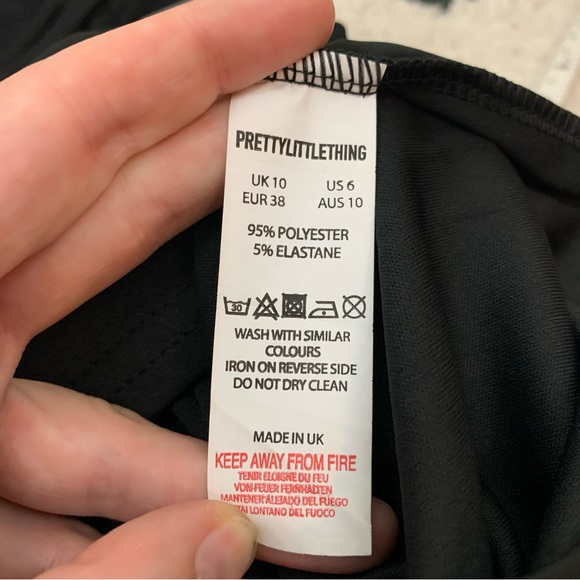 PRETTYLITTLETHING
UK 10 US 6
EUR 38 AUS 10
95% POLYESTER
5% ELASTANE
30
WASH WITH SIMILAR
COLOURS
IRON ON REVERSE SIDE
DO NOT DRY CLEAN
MADE IN UK
KEEP AWAY FROM FIRE
TENIR ELOIGNE DU FEU
VON FEUER FERNHALTEN
MANTENER ALEJADO DEL FUEGO
LONTANO DEL FUOCO